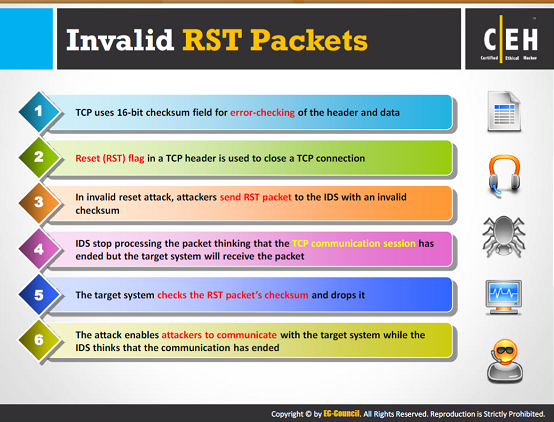 Invalid RST Packets
C|EH
Certified Ethical Hacker
1
TCP uses 16-bit checksum field for error-checking of the header and data
2
Reset (RST) flag in a TCP header is used to close a TCP connection
3
In invalid reset attack, attackers send RST packet to the IDS with an invalid
checksum
4
IDS stop processing the packet thinking that the TCP communication session has
ended but the target system will receive the packet
5
The target system checks the RST packet's checksum and drops it
6
The attack enables attackers to communicate with the target system while the
IDS thinks that the communication has ended
Copyright © by EC-Council. All Rights Reserved. Reproduction is Strictly Prohibited.